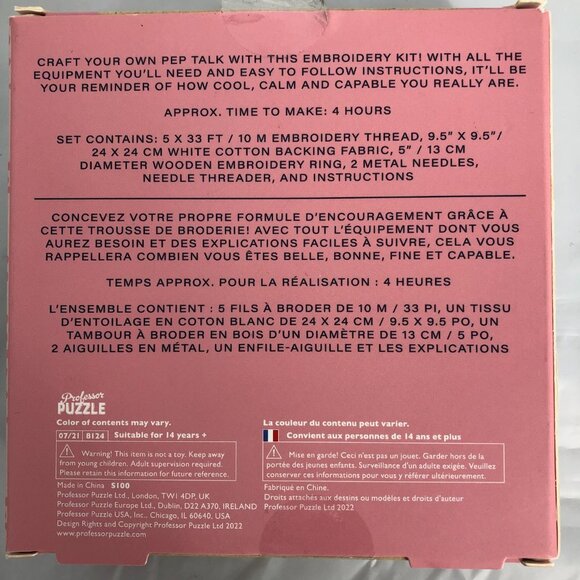 CRAFT YOUR OWN PEP TALK WITH THIS EMBROIDERY KIT! WITH ALL THE
EQUIPMENT YOU'LL NEED AND EASY TO FOLLOW INSTRUCTIONS, IT'LL BE
YOUR REMINDER OF HOW COOL, CALM AND CAPABLE YOU REALLY ARE.
APPROX. TIME TO MAKE: 4 HOURS
SET CONTAINS: 5 X 33 FT / 10 M EMBROIDERY THREAD, 9.5" X 9.5"/
24 X 24 CM WHITE COTTON BACKING FABRIC, 5" / 13 CM
DIAMETER WOODEN EMBROIDERY RING, 2 METAL NEEDLES,
NEEDLE THREADER, AND INSTRUCTIONS
CONCEVEZ VOTRE PROPRE FORMULE D'ENCOURAGEMENT GRÂCE À
CETTE TROUSSE DE BRODERIE! AVEC TOUT L'ÉQUIPEMENT DONT VOUS
AUREZ BESOIN ET DES EXPLICATIONS FACILES À SUIVRE, CELA VOUS
RAPPELLERA COMBIEN VOUS ÊTES BELLE, BONNE, FINE ET CAPABLE.
TEMPS APPROX. POUR LA RÉALISATION : 4 HEURES
L'ENSEMBLE CONTIENT : 5 FILS À BRODER DE 10 M / 33 PI, UN TISSU
D'ENTOILAGE EN COTON BLANC DE 24 X 24 CM / 9.5 X 9.5 PO, UN
TAMBOUR À BRODER EN BOIS D'UN DIAMÈTRE DE 13 CM / 5 PO,
2 AIGUILLES EN MÉTAL, UN ENFILE-AIGUILLE ET LES EXPLICATIONS
Professor
PUZZLE
Color of contents may vary.
07/21 B124 Suitable for 14 years +
Warning! This item is not a toy. Keep away
from young children. Adult supervision required.
Please retain this information for future reference.
Made in China S100
Professor Puzzle Ltd., London, TW1 4DP, UK
Professor Puzzle Europe Ltd., Dublin, D22 A370, IRELAND
Professor Puzzle USA, Inc., Chicago, IL 60640, USA
Design Rights and Copyright Professor Puzzle Ltd 2022
www.professorpuzzle.com
La couleur du contenu peut varier.
Convient aux personnes de 14 ans et plus
Mise en garde! Ceci n'est pas un jouet. Garder hors de la
portée des jeunes enfants. Surveillance d'un adulte exigée. Veuillez
conserver ces informations pour vous y référer ultérieurement.
Fabriqué en Chine.
Droits attachés aux dessins ou modèles et droits d'auteur
Professor Puzzle Ltd 2022